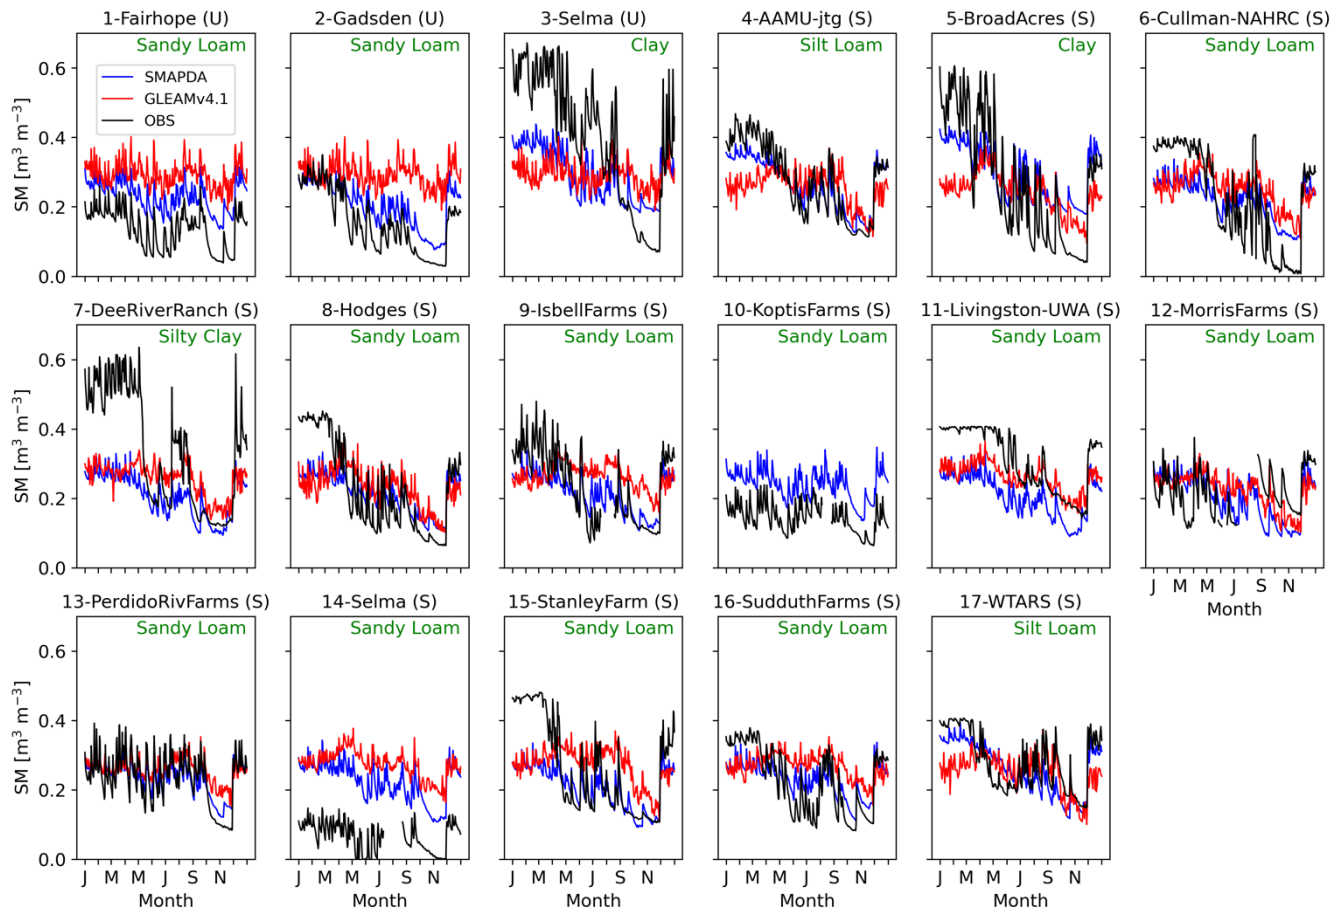 1-Fairhope (U)
2-Gadsden (U)
3-Selma (U)
4-AAMU-jtg (S)
5-BroadAcres (S)
6-Cullman-NAHRC (S)
Sandy Loam
Sandy Loam
Clay
Silt Loam
Clay
Sandy Loam
SMAPDA
GLEAMv4.1
OBS
SM [m³ m⁻³]
0.6
0.4
0.2
0.0
7-DeeRiverRanch (S)
8-Hodges (S)
9-IsbellFarms (S)
10-KoptisFarms (S)
11-Livingston-UWA (S)
12-MorrisFarms (S)
Silty Clay
Sandy Loam
Sandy Loam
Sandy Loam
Sandy Loam
Sandy Loam
SM [m³ m⁻³]
0.6
0.4
0.2
0.0
J M M J S N
Month
13-PerdidoRivFarms (S)
14-Selma (S)
15-StanleyFarm (S)
16-SudduthFarms (S)
17-WTARS (S)
Sandy Loam
Sandy Loam
Sandy Loam
Sandy Loam
Silt Loam
SM [m³ m⁻³]
0.6
0.4
0.2
0.0
J M M J S N
J M M J S N
J M M J S N
J M M J S N
J M M J S N
Month
Month
Month
Month
Month